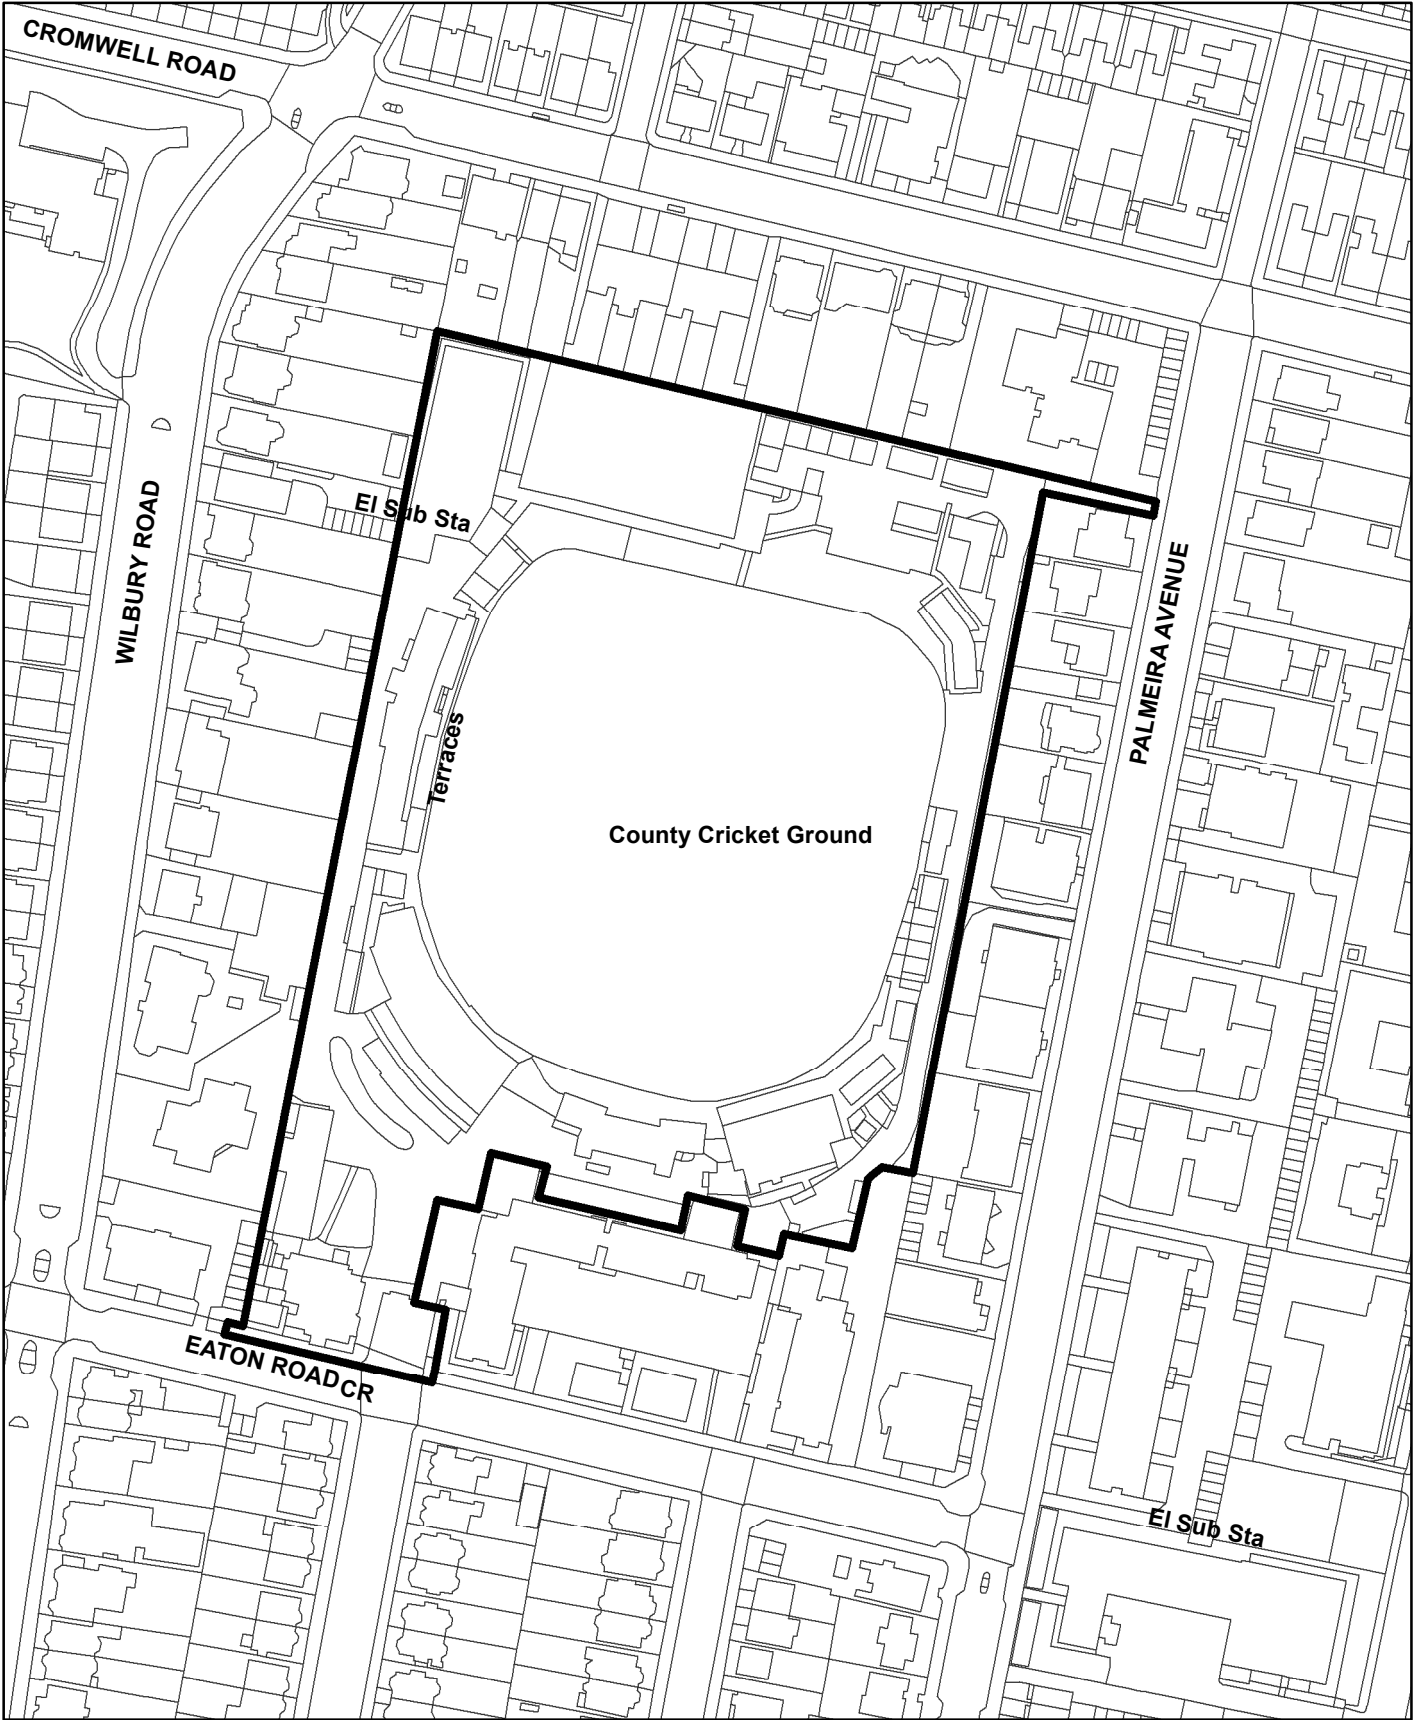 CROMWELL ROAD
El Sub Sta
WILBURY ROAD
PALMEIRA AVENUE
Terraces
County Cricket Ground
EATON ROAD
CR
El Sub Sta